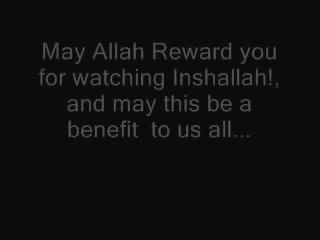 May Allah Reward you
for watching Inshallah!,
and may this be a
benefit  to us all...